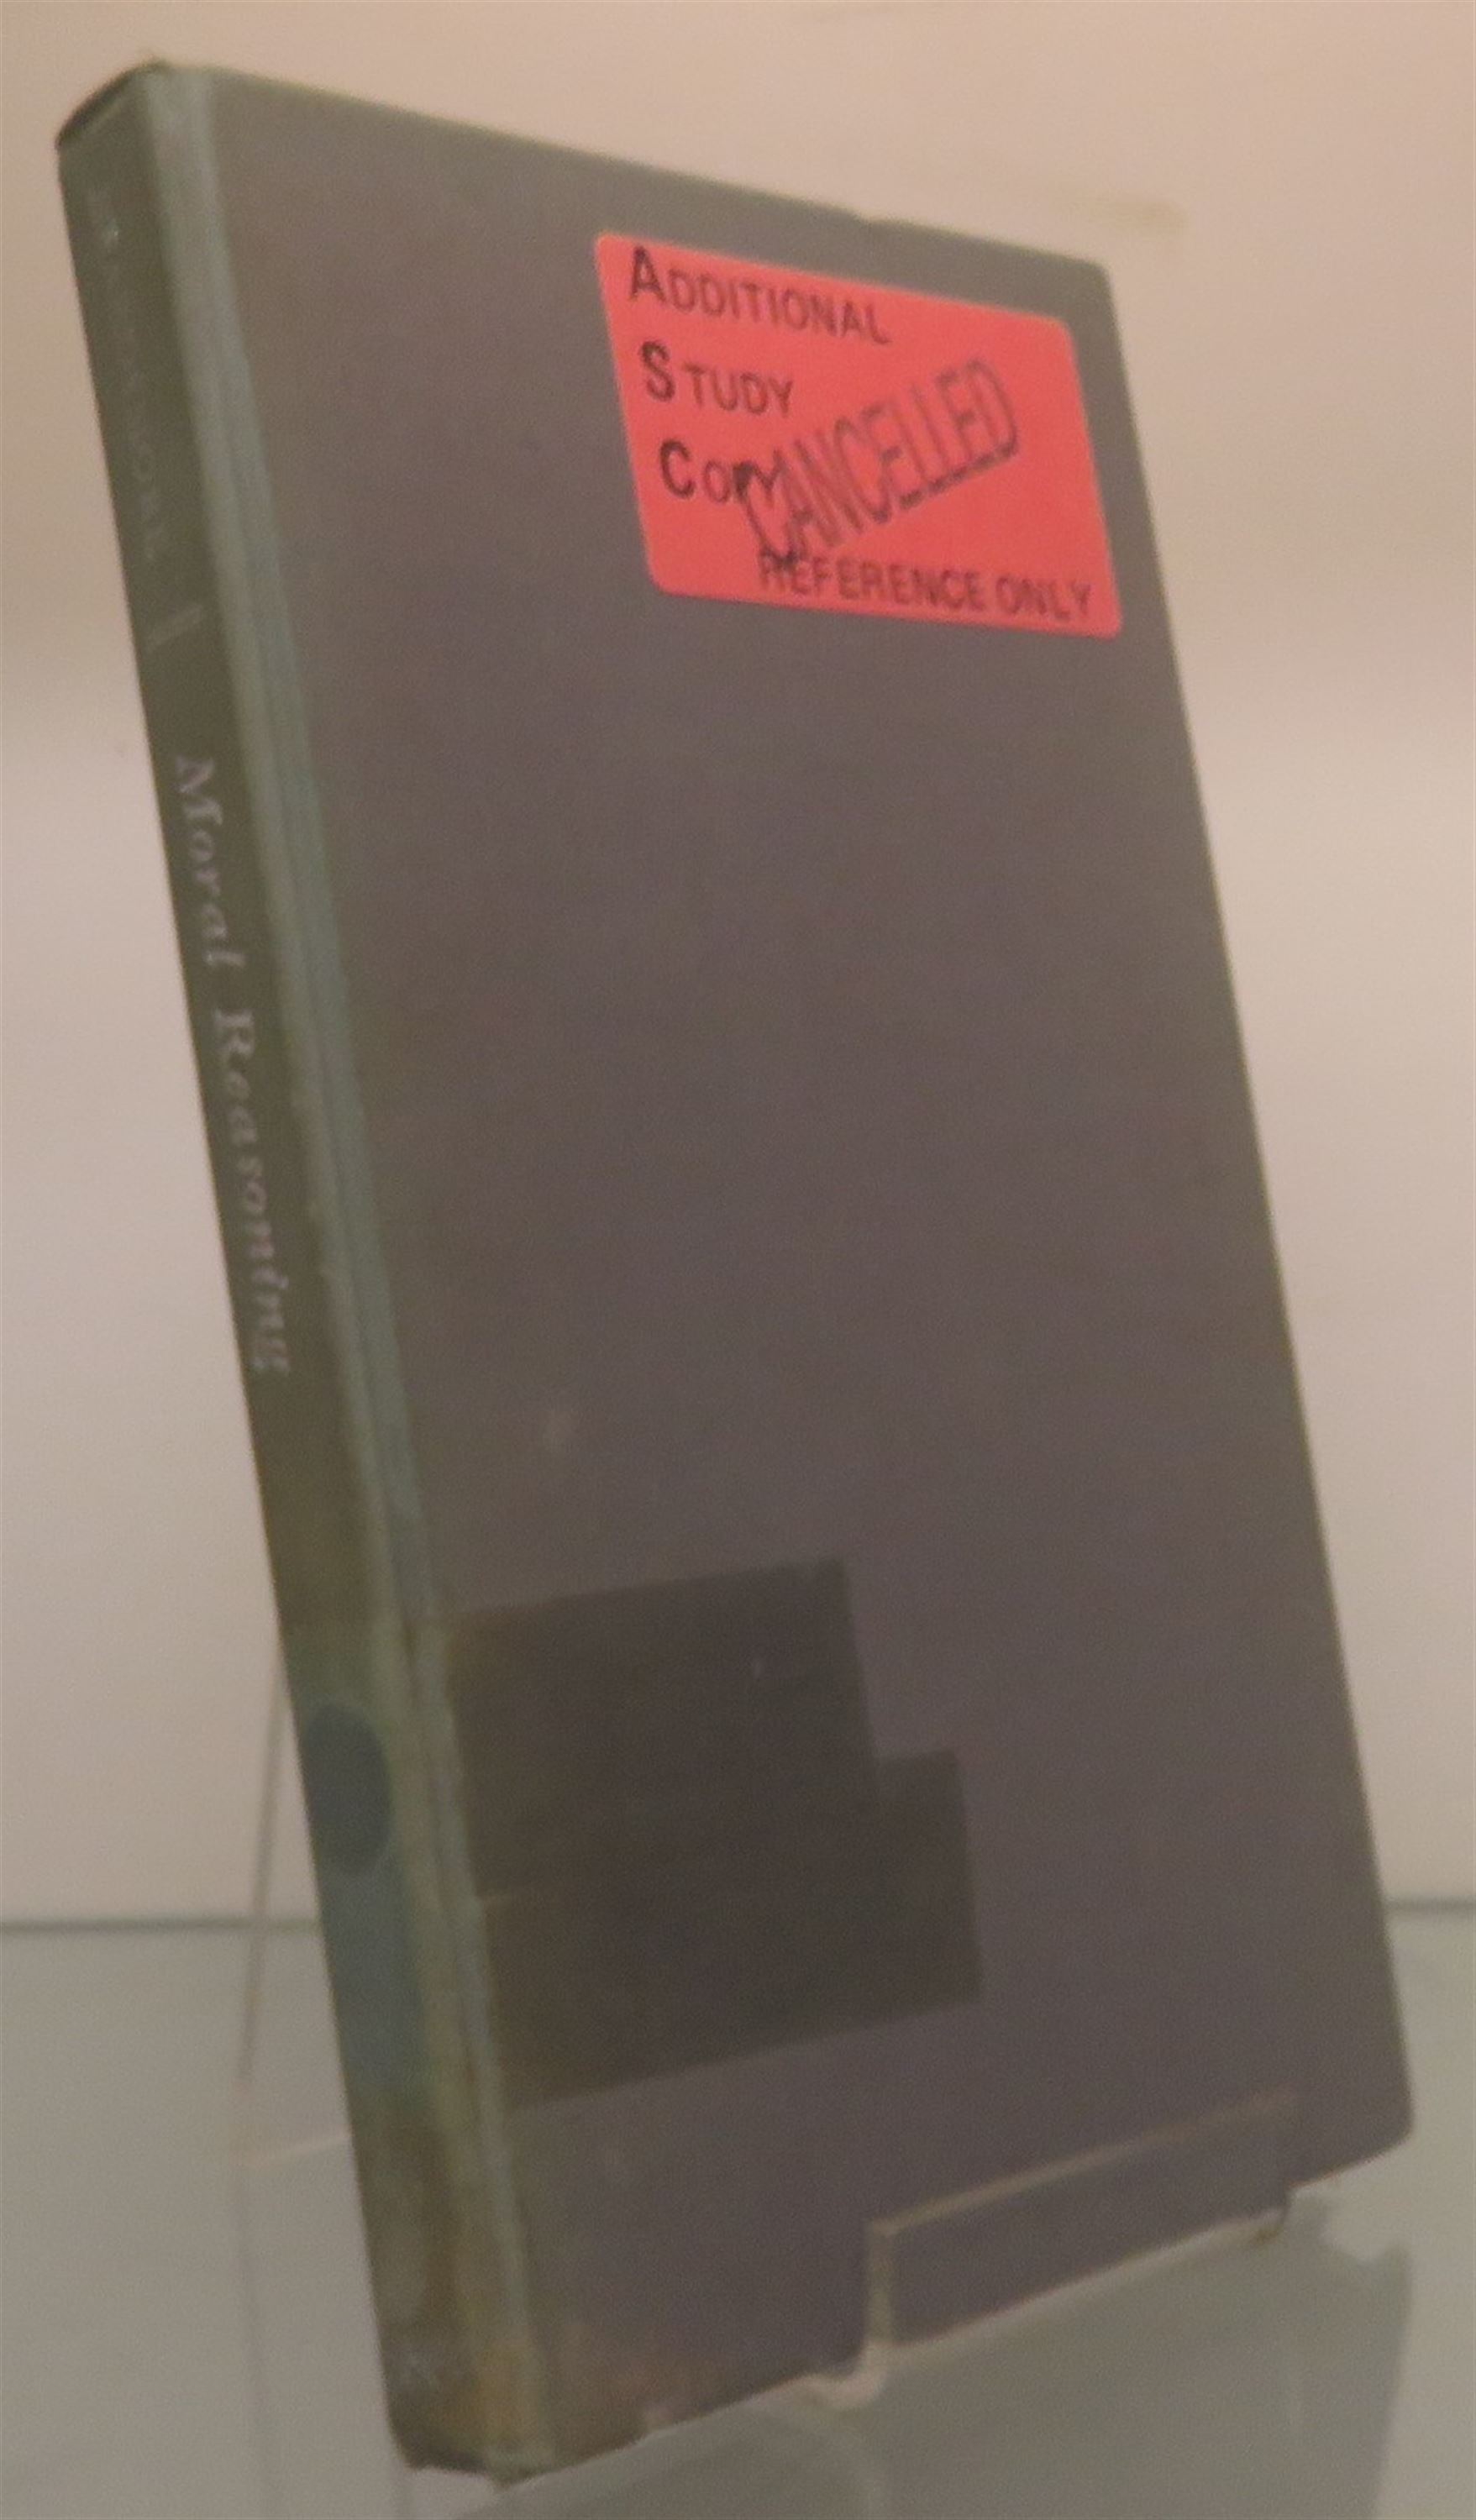 ADDITIONAL
STUDY
COPY
CANCELLED
REFERENCE ONLY
Moral Reasoning